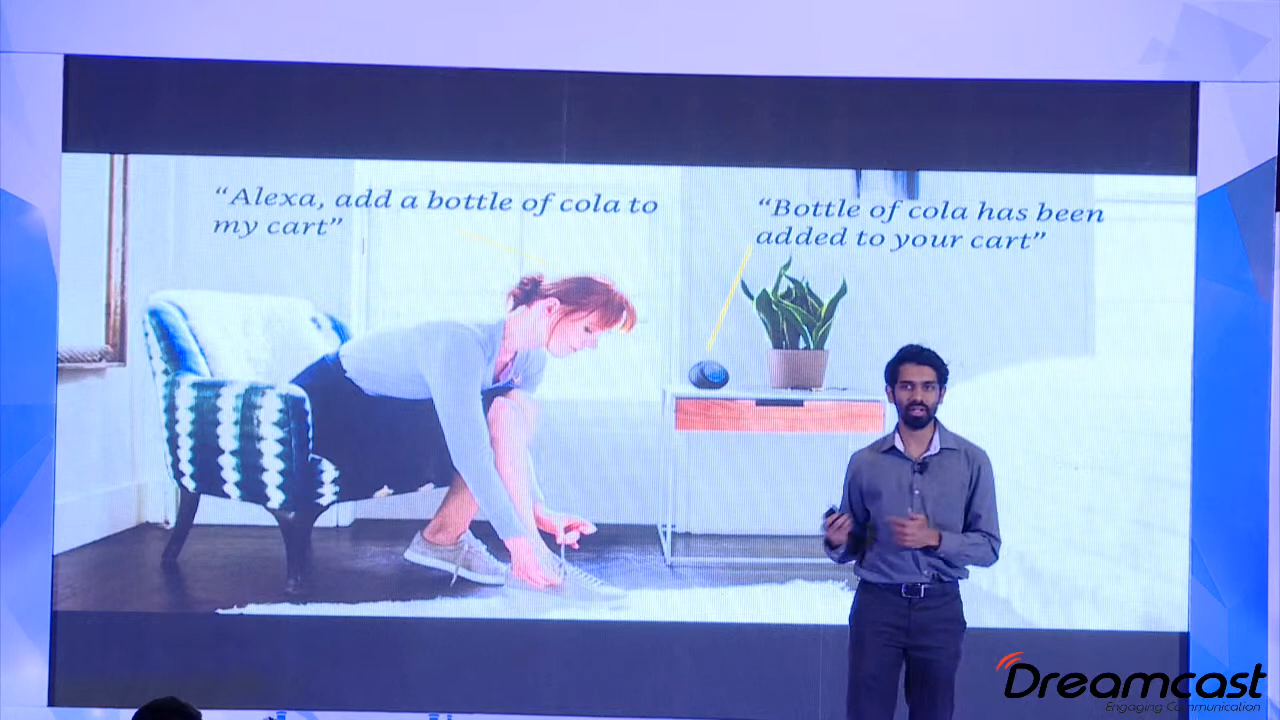 “Alexa, add a bottle of cola to
my cart”
“Bottle of cola has been
added to your cart”
Dreamcast
Engaging Communication